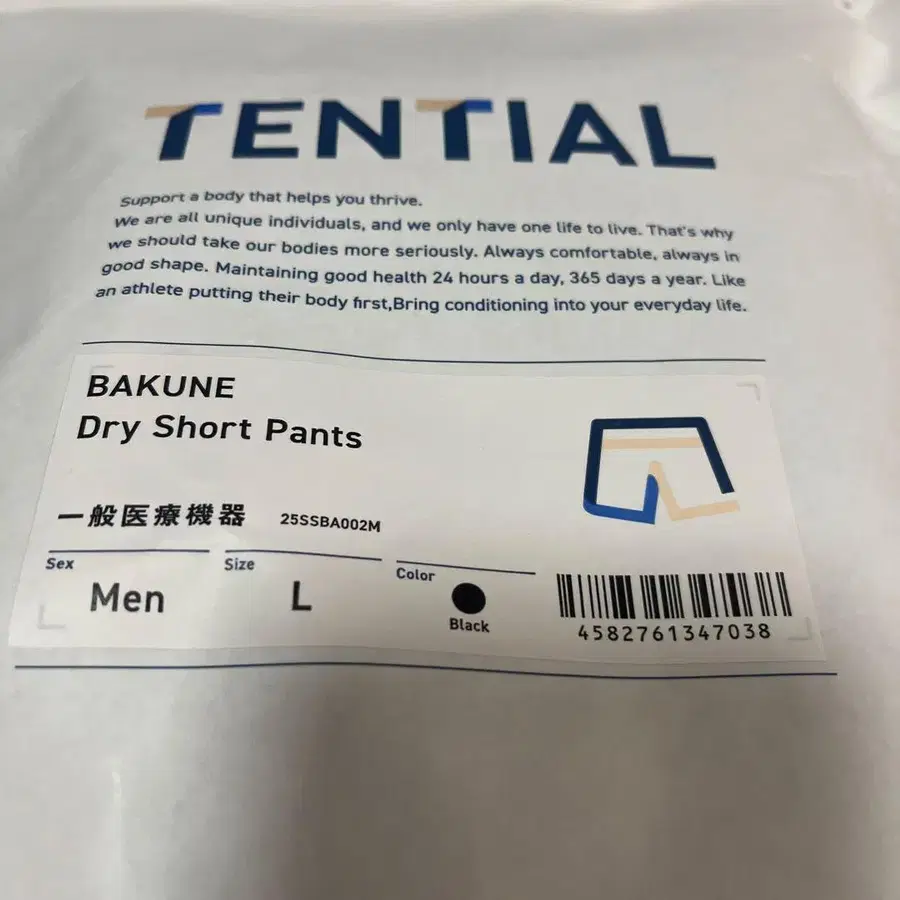 TENTIAL
Support a body that helps you thrive.
We are all unique individuals, and we only have one life to live. That's why
we should take our bodies more seriously. Always comfortable, always in
good shape. Maintaining good health 24 hours a day, 365 days a year. Like
an athlete putting their body first,Bring conditioning into your everyday life.
BAKUNE
Dry Short Pants
一般医療機器 25SSBA002M
Sex Size Color
Men L
Black
4582761347038